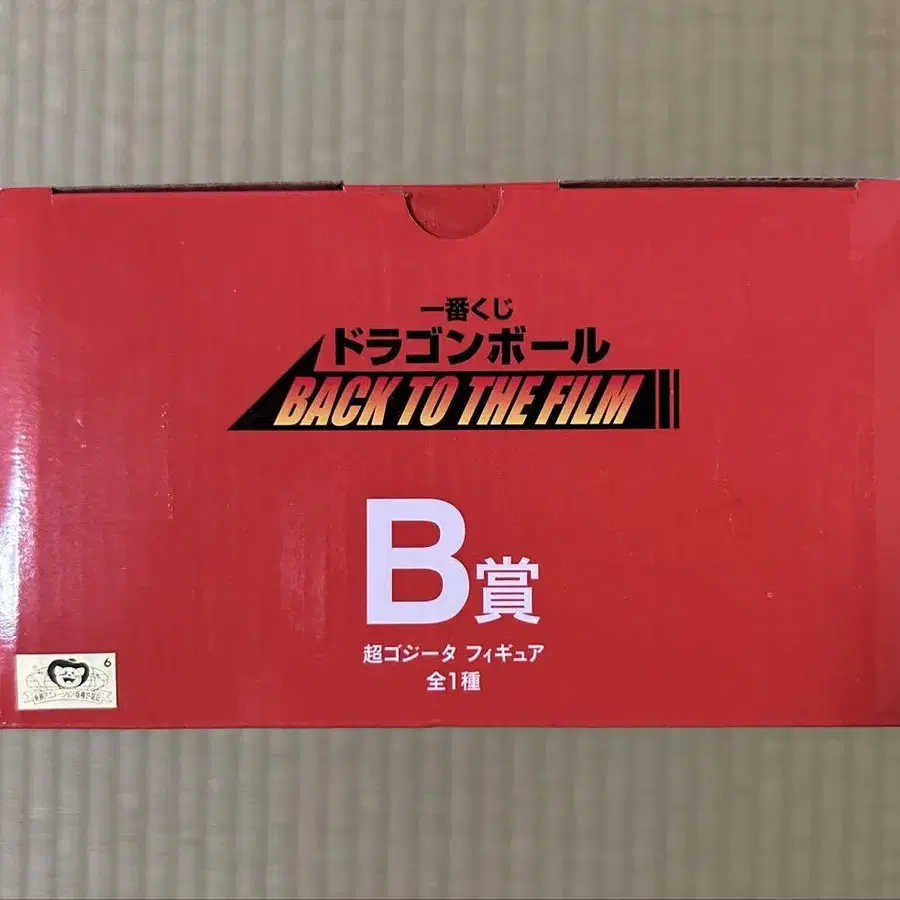 一番くじ
ドラゴンボール
BACK TO THE FILM
B賞
超ゴジータ フィギュア
全1種
6